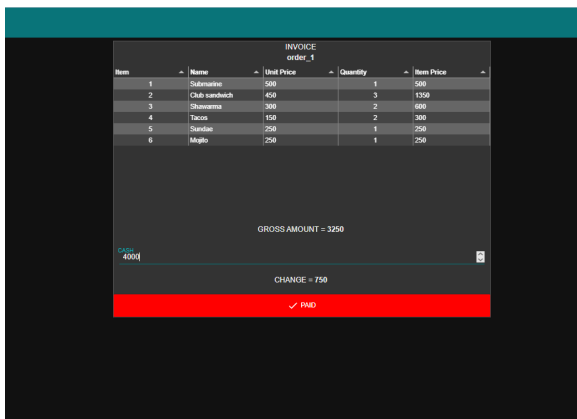 INVOICE
order_1
Item Name Unit Price Quantity Item Price
1 Submarine 500 1 500
2 Club sandwich 450 3 1350
3 Shawarma 300 2 600
4 Tacos 150 2 300
5 Sundae 250 1 250
6 Mojito 250 1 250
GROSS AMOUNT = 3250
CASH
4000
CHANGE = 750
PAID